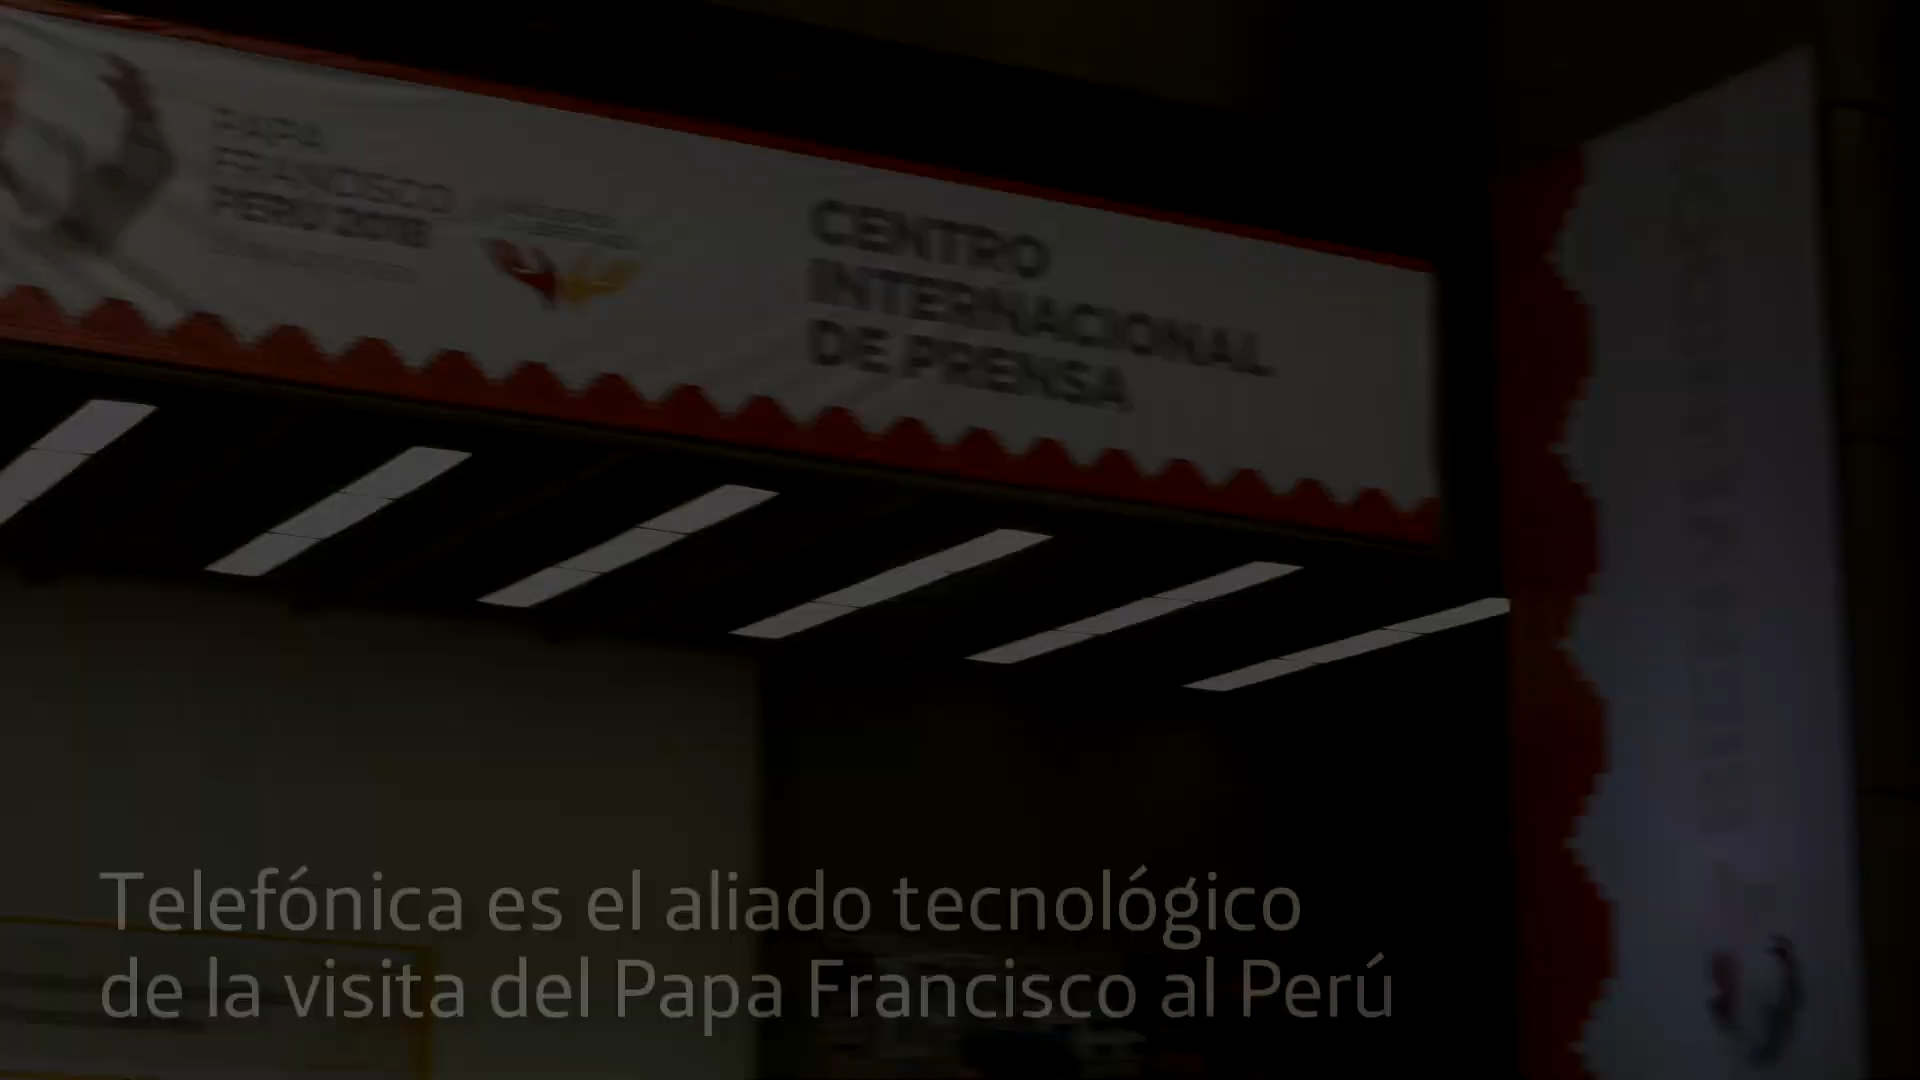 PAPA
FRANCISCO
PERÚ 2018
CENTRO
INTERNACIONAL
DE PRENSA
Telefónica es el aliado tecnológico
de la visita del Papa Francisco al Perú